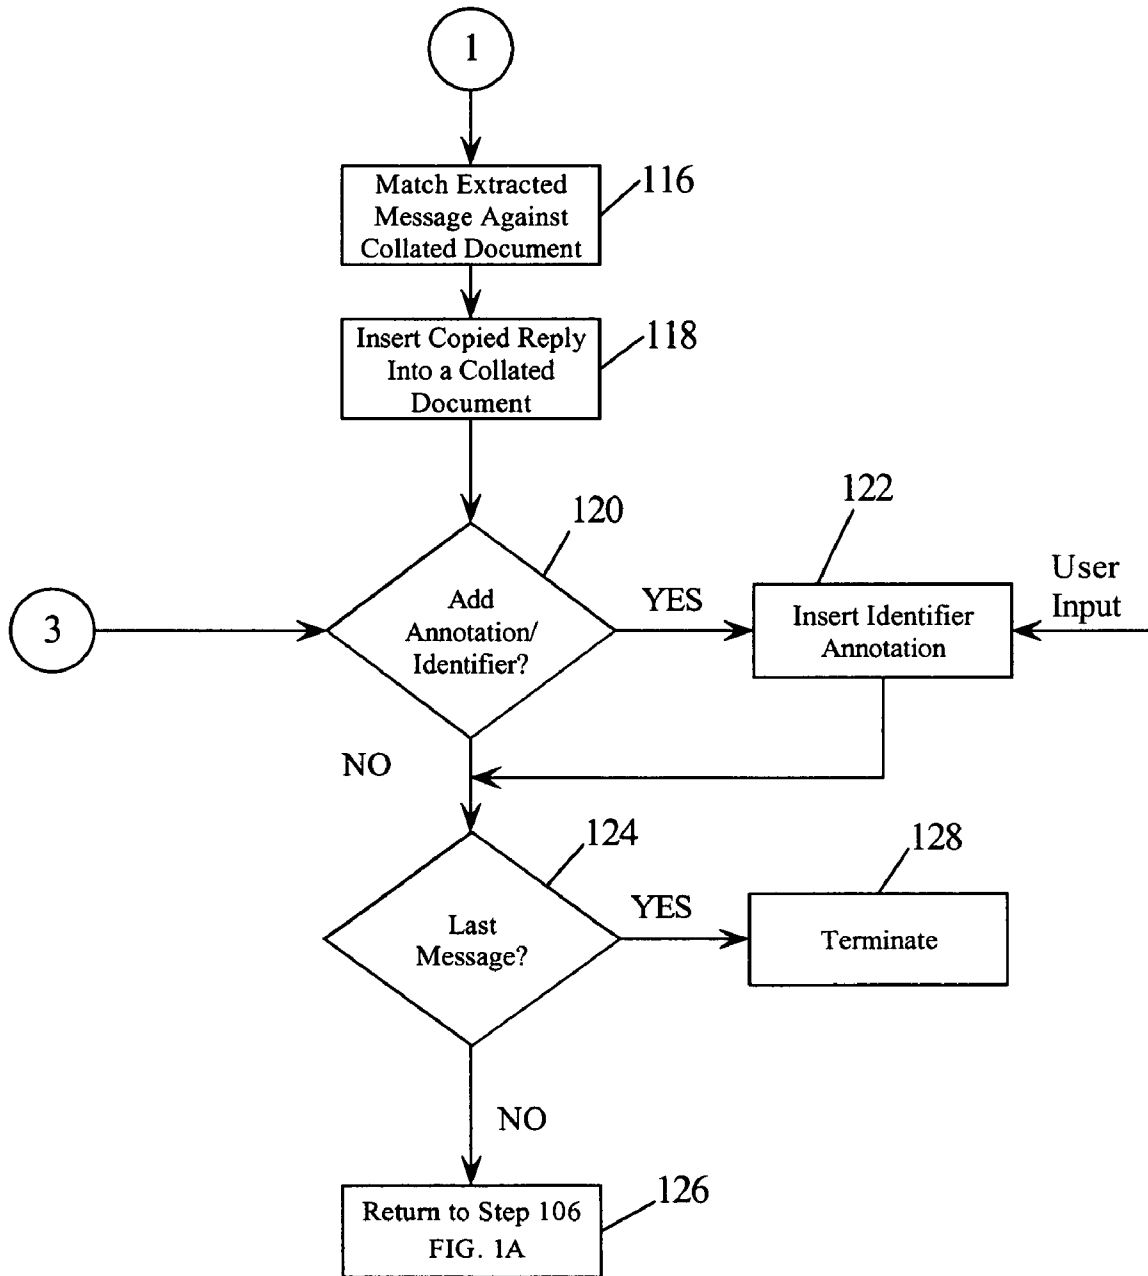 1
Match Extracted
Message Against
Collated Document
116
Insert Copied Reply
Into a Collated
Document
118
120
122
User
Input
3
Add
Annotation/
Identifier?
YES
Insert Identifier
Annotation
NO
124
128
Last
Message?
YES
Terminate
NO
Return to Step 106
FIG. 1A
126